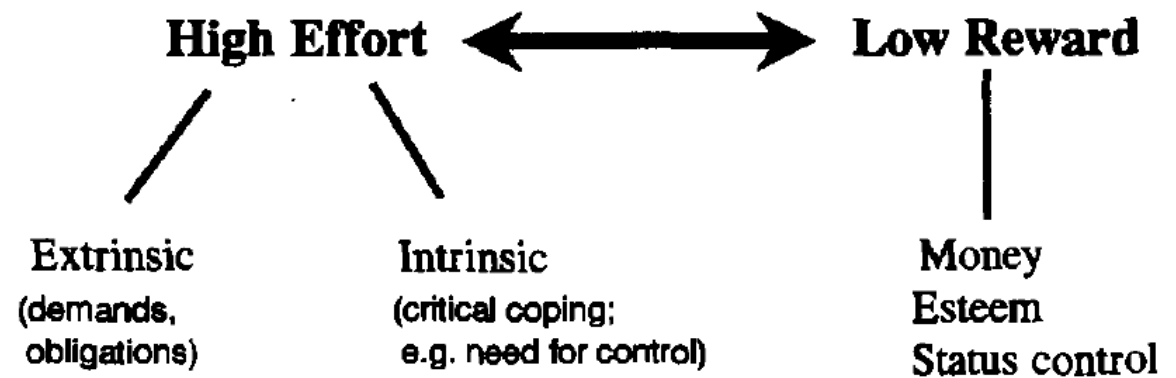 High Effort
Low Reward
Extrinsic
(demands,
obligations)
Intrinsic
(critical coping;
e.g. need for control)
Money
Esteem
Status control